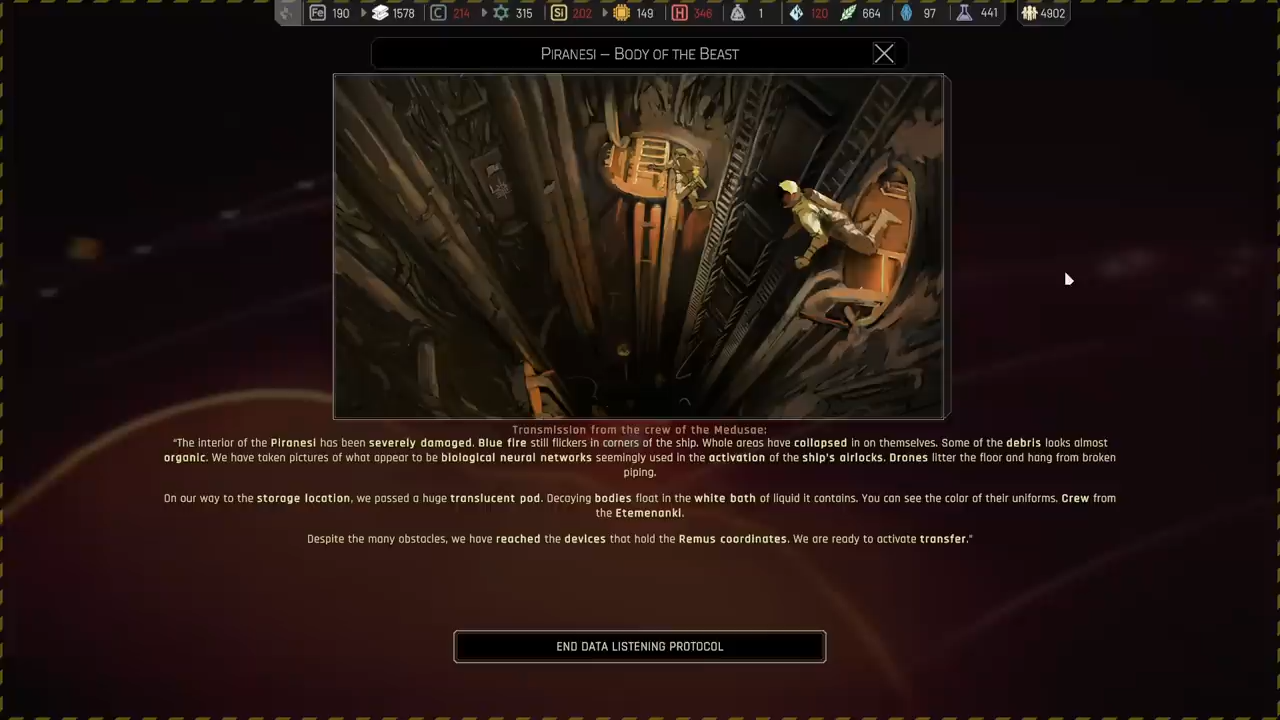 Fe 190 1578 C 214 315 Si 202 149 H 346 1 120 664 97 441 4902
PIRANESI – BODY OF THE BEAST
Transmission from the crew of the Medusae:
"The interior of the Piranesi has been severely damaged. Blue fire still flickers in corners of the ship. Whole areas have collapsed in on themselves. Some of the debris looks almost
organic. We have taken pictures of what appear to be biological neural networks seemingly used in the activation of the ship's airlocks. Drones litter the floor and hang from broken
piping.
On our way to the storage location, we passed a huge translucent pod. Decaying bodies float in the white bath of liquid it contains. You can see the color of their uniforms. Crew from
the Etemenanki.
Despite the many obstacles, we have reached the devices that hold the Remus coordinates. We are ready to activate transfer."
END DATA LISTENING PROTOCOL